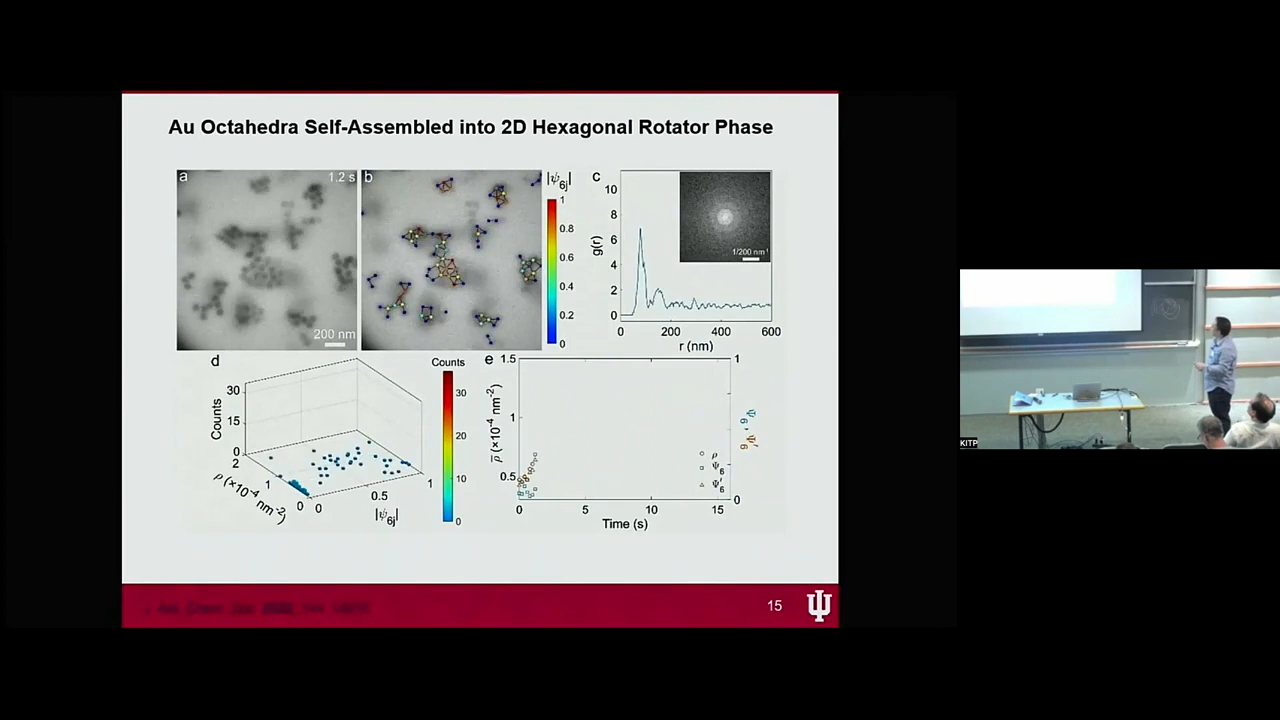 Au Octahedra Self-Assembled into 2D Hexagonal Rotator Phase
a
1.2 s
200 nm
b
|ψ6j|
1
0.8
0.6
0.4
0.2
0
c
g(r)
10
8
6
4
2
0
1/200 nm-1
0 200 400 600
r (nm)
d
Counts
30
15
0
2
1
0
ρ (×10-4 nm-2)
0 0.5 1
|ψ6j|
Counts
30
20
10
0
e
ρ̄ (×10-4 nm-2)
1.5
1
0.5
0 5 10 15
Time (s)
1
0
Ψ6, Ψ'6
ρ
Ψ6
Ψ'6
15
KITP